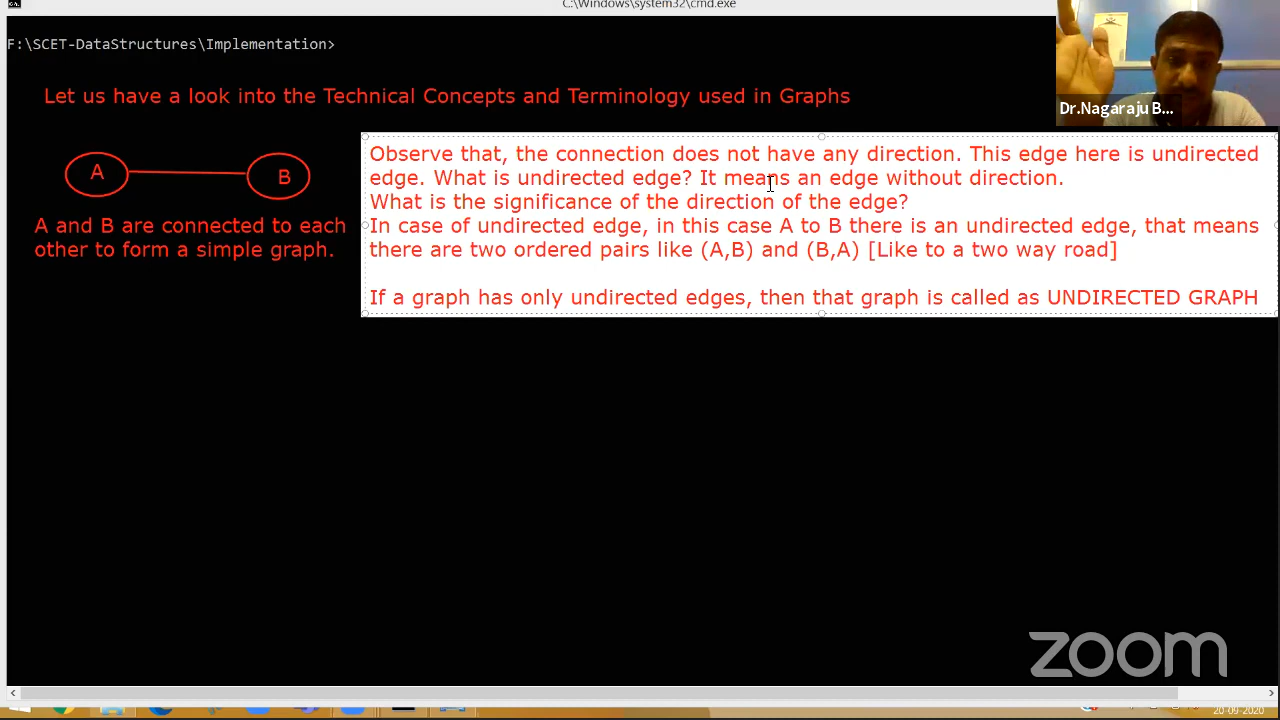 C:\Windows\system32\cmd.exe
F:\SCET-DataStructures\Implementation>
Dr.Nagaraju B...
Let us have a look into the Technical Concepts and Terminology used in Graphs
A
B
A and B are connected to each
other to form a simple graph.
Observe that, the connection does not have any direction. This edge here is undirected
edge. What is undirected edge? It means an edge without direction.
What is the significance of the direction of the edge?
In case of undirected edge, in this case A to B there is an undirected edge, that means
there are two ordered pairs like (A,B) and (B,A) [Like to a two way road]
If a graph has only undirected edges, then that graph is called as UNDIRECTED GRAPH
zoom
20-09-2020